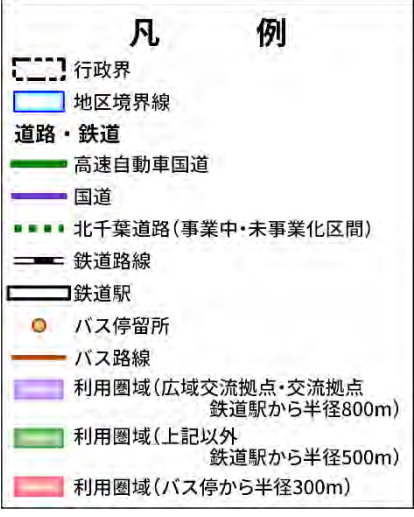 凡 例
行政界
地区境界線
道路・鉄道
高速自動車国道
国道
北千葉道路(事業中・未事業化区間)
鉄道路線
鉄道駅
バス停留所
バス路線
利用圏域(広域交流拠点・交流拠点
鉄道駅から半径800m)
利用圏域(上記以外
鉄道駅から半径500m)
利用圏域(バス停から半径300m)